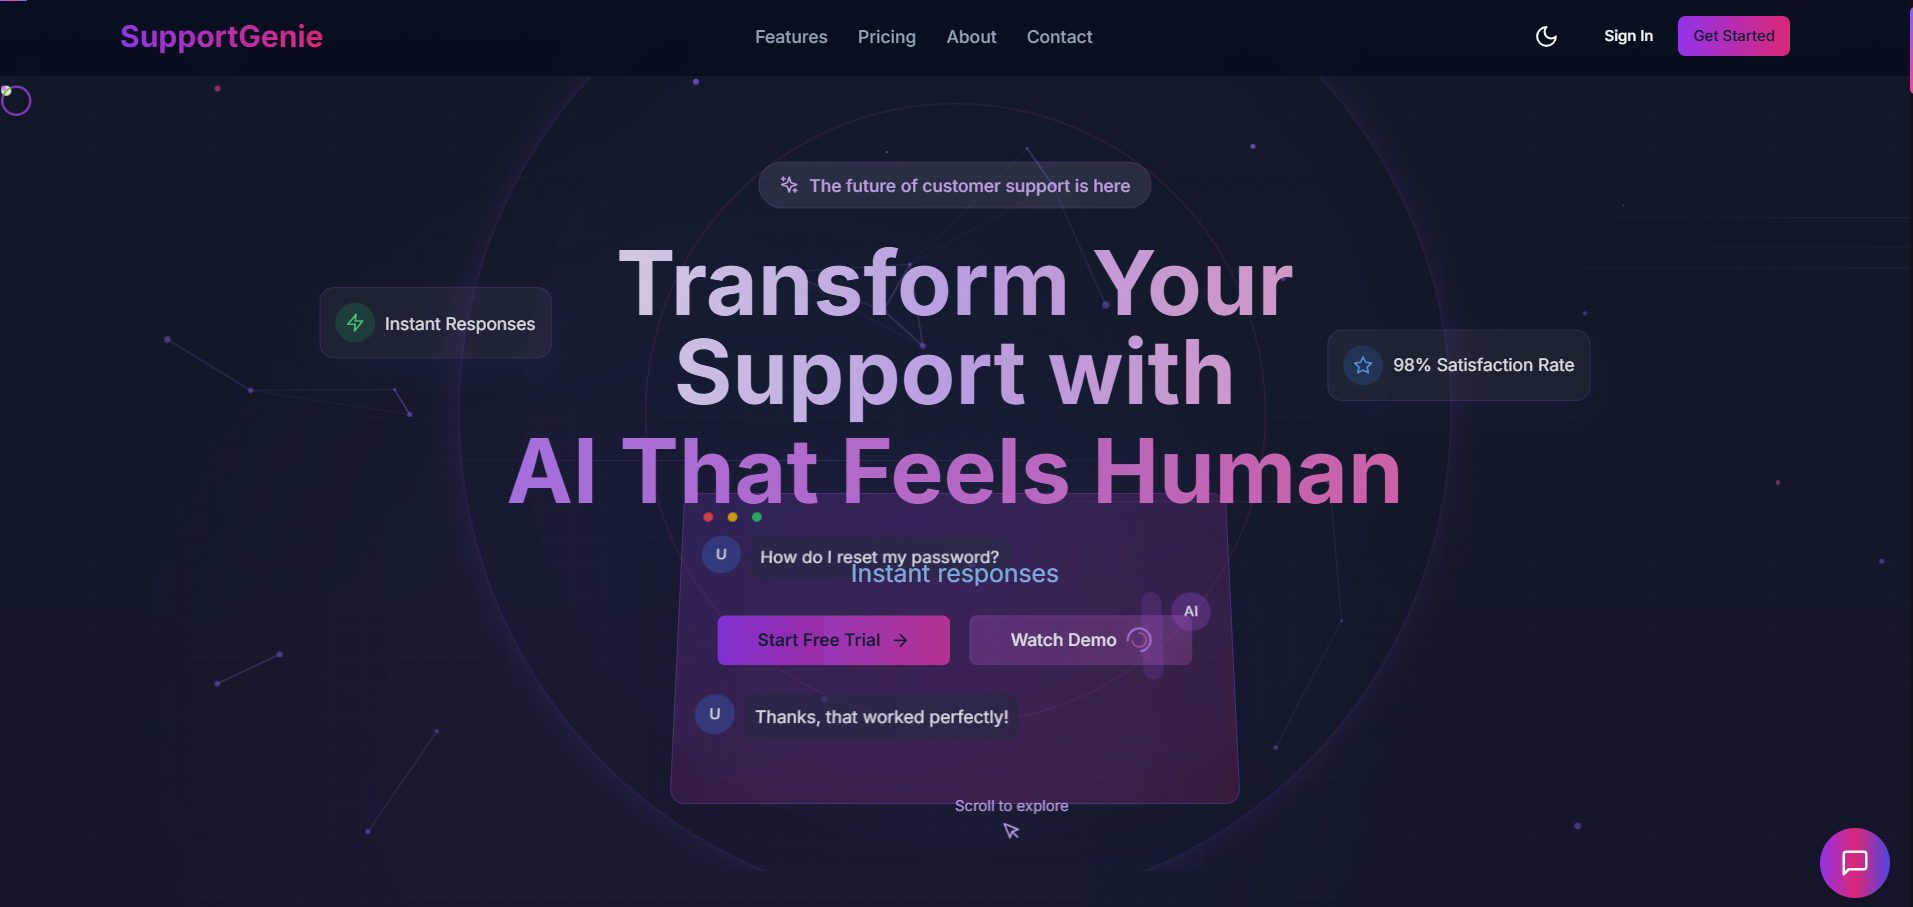 SupportGenie
Features
Pricing
About
Contact
Sign In
Get Started
The future of customer support is here
Transform Your
Support with
AI That Feels Human
Instant Responses
98% Satisfaction Rate
U
How do I reset my password?
Instant responses
AI
Start Free Trial
Watch Demo
U
Thanks, that worked perfectly!
Scroll to explore